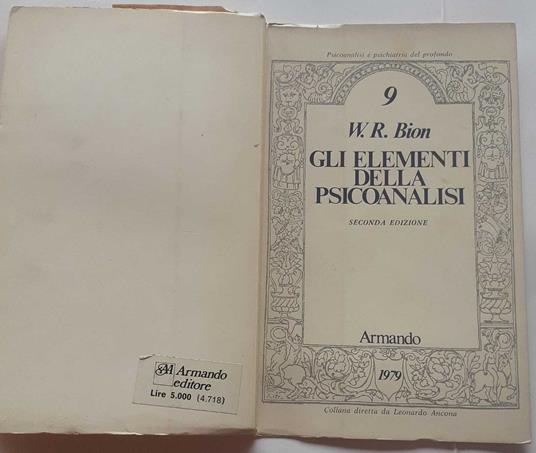 Armando
editore
Lire 5.000 (4.718)
Psicoanalisi e psichiatria del profondo
9
W. R. Bion
GLI ELEMENTI
DELLA
PSICOANALISI
SECONDA EDIZIONE
Armando
1979
Collana diretta da Leonardo Ancona